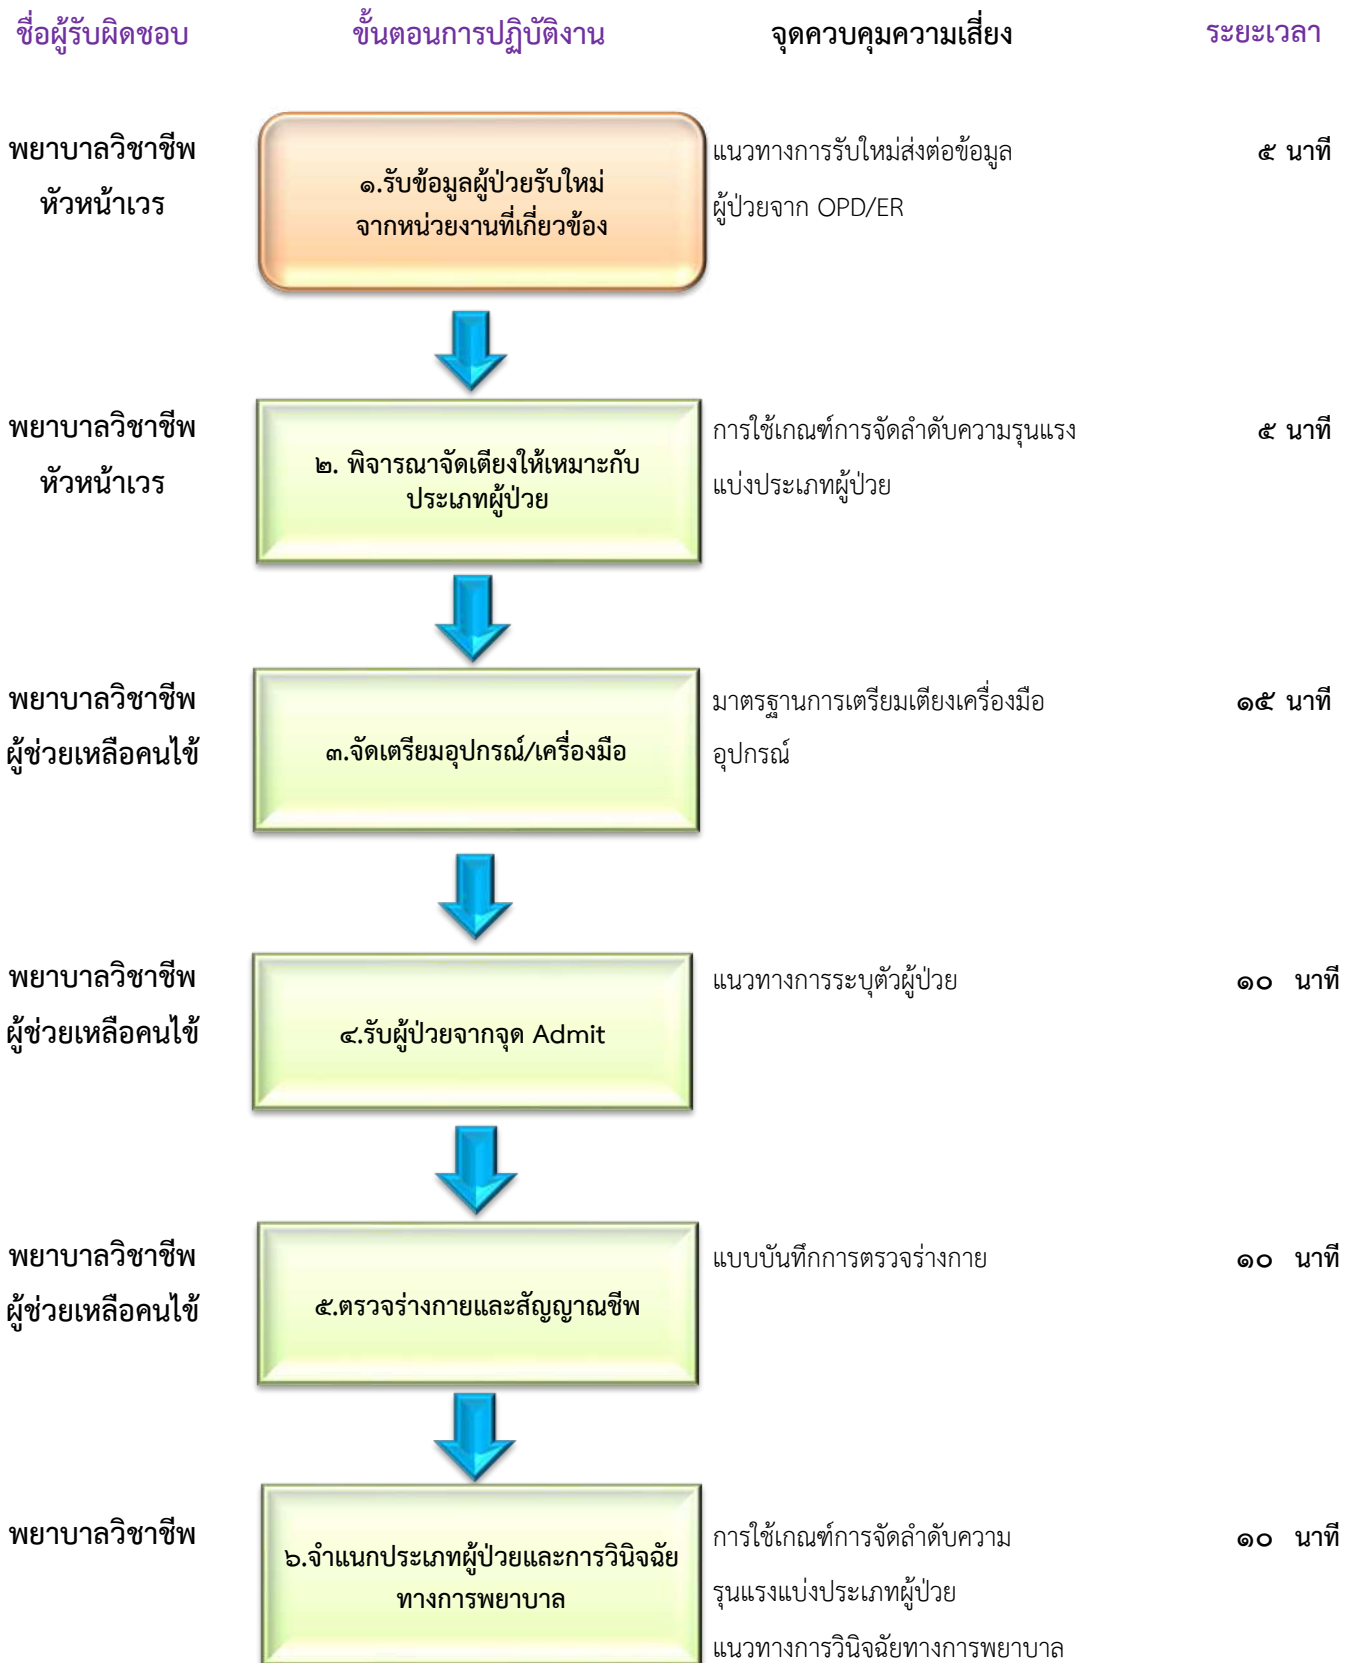 ชื่อผู้รับผิดชอบ ขั้นตอนการปฏิบัติงาน จุดควบคุมความเสี่ยง ระยะเวลา
พยาบาลวิชาชีพ
หัวหน้าเวร
๑.รับข้อมูลผู้ป่วยรับใหม่
จากหน่วยงานที่เกี่ยวข้อง
แนวทางการรับใหม่ส่งต่อข้อมูล
ผู้ป่วยจาก OPD/ER
๕ นาที
พยาบาลวิชาชีพ
หัวหน้าเวร
๒. พิจารณาจัดเตียงให้เหมาะกับ
ประเภทผู้ป่วย
การใช้เกณฑ์การจัดลำดับความรุนแรง
แบ่งประเภทผู้ป่วย
๕ นาที
พยาบาลวิชาชีพ
ผู้ช่วยเหลือคนไข้
๓.จัดเตรียมอุปกรณ์/เครื่องมือ
มาตรฐานการเตรียมเตียงเครื่องมือ
อุปกรณ์
๑๕ นาที
พยาบาลวิชาชีพ
ผู้ช่วยเหลือคนไข้
๔.รับผู้ป่วยจากจุด Admit
แนวทางการระบุตัวผู้ป่วย
๑๐ นาที
พยาบาลวิชาชีพ
ผู้ช่วยเหลือคนไข้
๕.ตรวจร่างกายและสัญญาณชีพ
แบบบันทึกการตรวจร่างกาย
๑๐ นาที
พยาบาลวิชาชีพ
๖.จำแนกประเภทผู้ป่วยและการวินิจฉัย
ทางการพยาบาล
การใช้เกณฑ์การจัดลำดับความ
รุนแรงแบ่งประเภทผู้ป่วย
แนวทางการวินิจฉัยทางการพยาบาล
๑๐ นาที